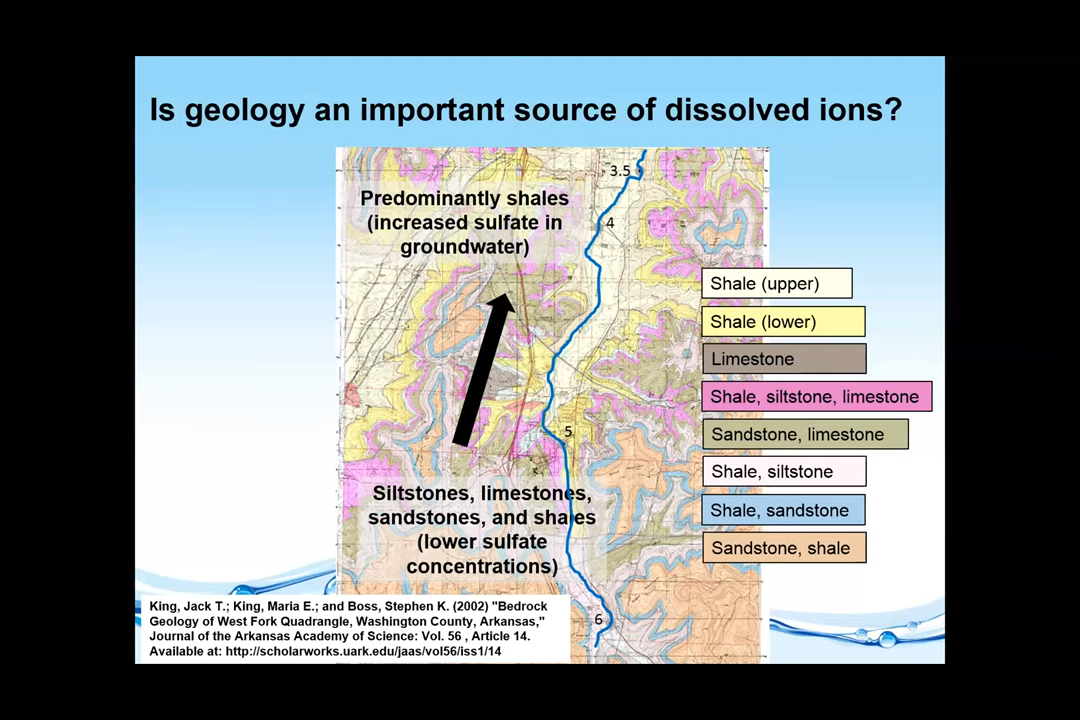 Is geology an important source of dissolved ions?
3.5
Predominantly shales
(increased sulfate in
groundwater)
4
Shale (upper)
Shale (lower)
Limestone
Shale, siltstone, limestone
5
Sandstone, limestone
Shale, siltstone
Siltstones, limestones,
sandstones, and shales
(lower sulfate
concentrations)
Shale, sandstone
Sandstone, shale
6
King, Jack T.; King, Maria E.; and Boss, Stephen K. (2002) "Bedrock
Geology of West Fork Quadrangle, Washington County, Arkansas,"
Journal of the Arkansas Academy of Science: Vol. 56 , Article 14.
Available at: http://scholarworks.uark.edu/jaas/vol56/iss1/14